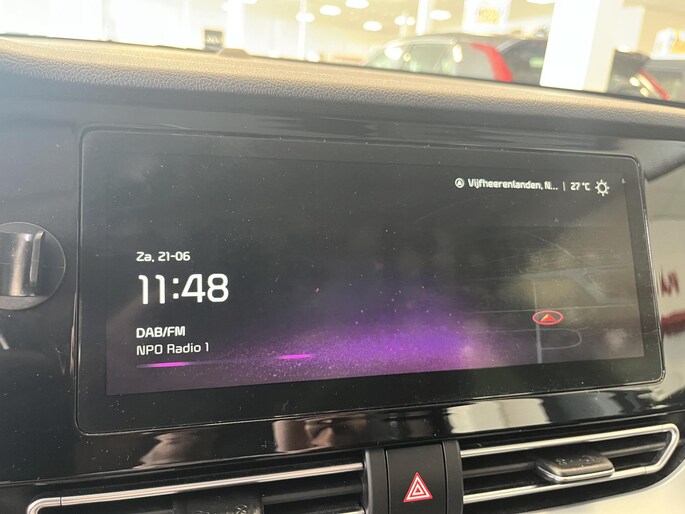 Vijfheerenlanden, N... | 27 °C
Za, 21-06
11:48
DAB/FM
NPO Radio 1